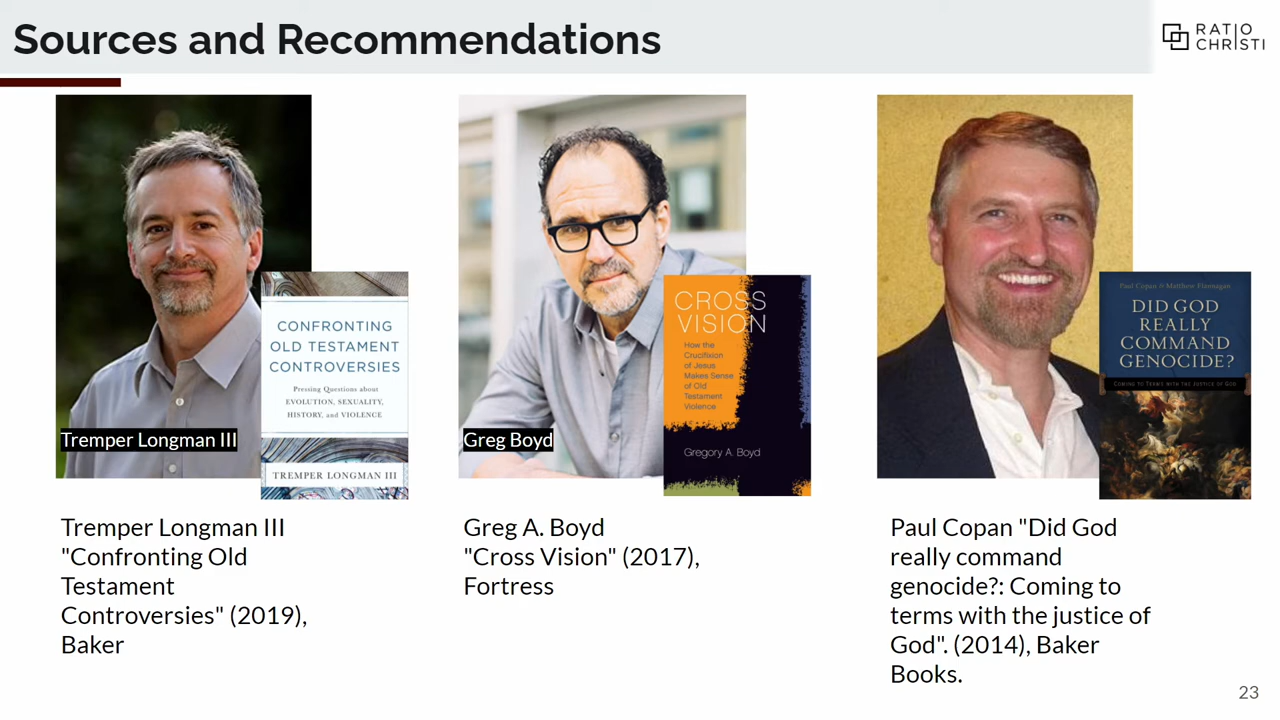 Sources and Recommendations
RATIO
CHRISTI
Tremper Longman III
CONFRONTING
OLD TESTAMENT
CONTROVERSIES
Pressing Questions about
EVOLUTION, SEXUALITY,
HISTORY, and VIOLENCE
TREMPER LONGMAN III
Tremper Longman III
"Confronting Old
Testament
Controversies" (2019),
Baker
Greg Boyd
CROSS
VISION
How the
Crucifixion
of Jesus
Makes Sense
of Old
Testament
Violence
Gregory A. Boyd
Greg A. Boyd
"Cross Vision" (2017),
Fortress
Paul Copan & Matthew Flannagan
DID GOD
REALLY
COMMAND
GENOCIDE?
COMING TO TERMS WITH THE JUSTICE OF GOD
Paul Copan "Did God
really command
genocide?: Coming to
terms with the justice of
God". (2014), Baker
Books.
23